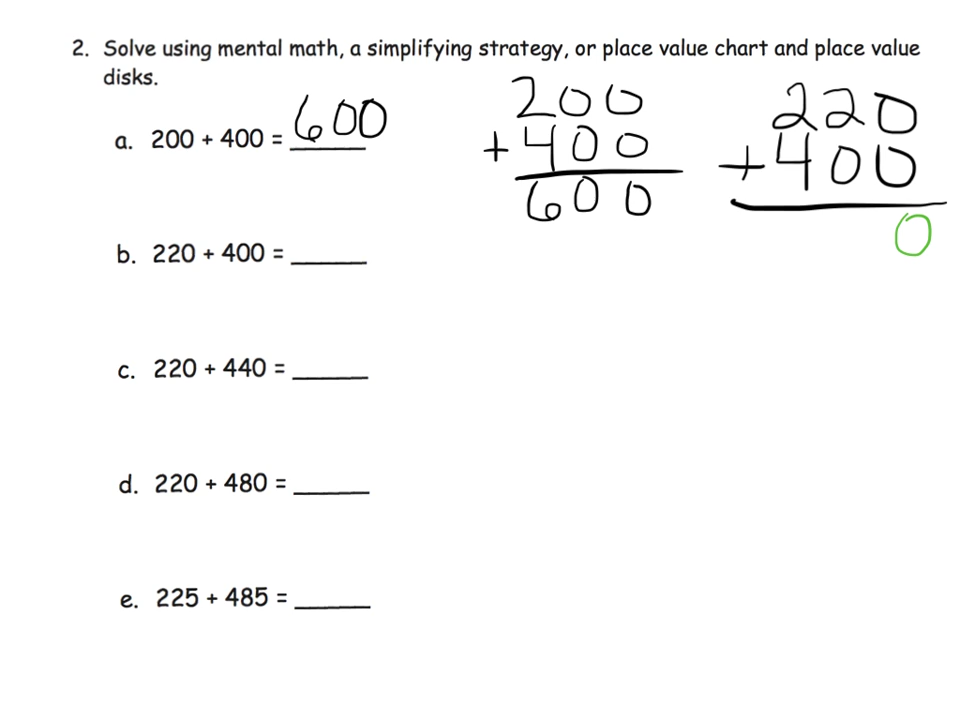 2. Solve using mental math, a simplifying strategy, or place value chart and place value
disks.
a. 200 + 400 = 600
200
+ 400
600
220
+ 400
0
b. 220 + 400 = ______
c. 220 + 440 = ______
d. 220 + 480 = ______
e. 225 + 485 = ______